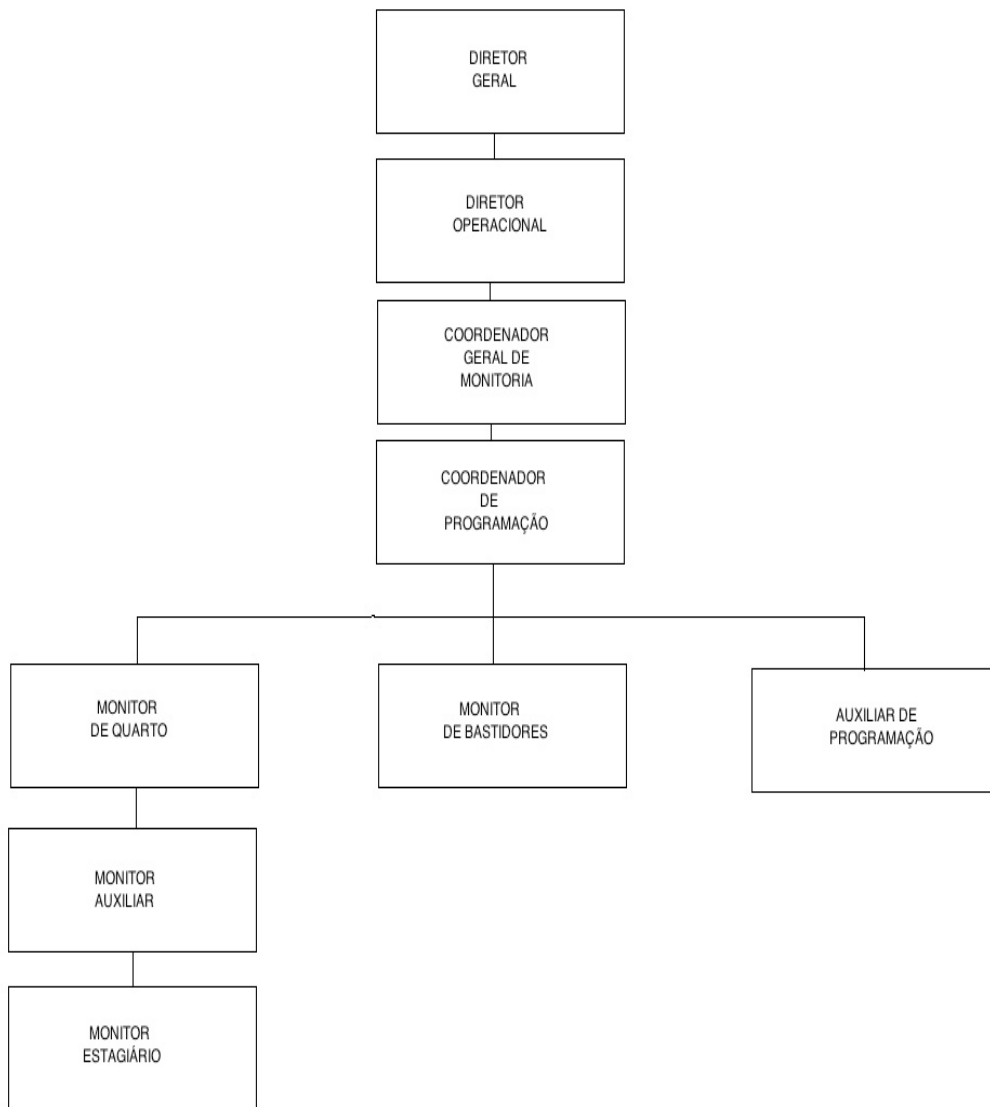 DIRETOR
GERAL
DIRETOR
OPERACIONAL
COORDENADOR
GERAL DE
MONITORIA
COORDENADOR
DE
PROGRAMAÇÃO
MONITOR
DE QUARTO
MONITOR
DE BASTIDORES
AUXILIAR DE
PROGRAMAÇÃO
MONITOR
AUXILIAR
MONITOR
ESTAGIÁRIO